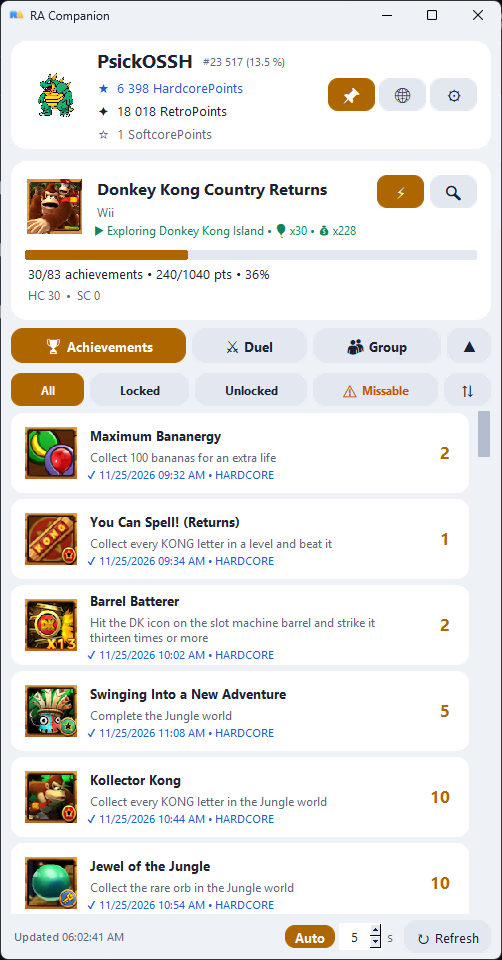 RA Companion
PsickOSSH #23 517 (13.5 %)
★ 6 398 HardcorePoints
✦ 18 018 RetroPoints
☆ 1 SoftcorePoints
Donkey Kong Country Returns
Wii
▶ Exploring Donkey Kong Island • 🎈 x30 • 💰 x228
30/83 achievements • 240/1040 pts • 36%
HC 30 • SC 0
🏆 Achievements
⚔ Duel
👥 Group
▲
All
Locked
Unlocked
⚠ Missable
⇅
Maximum Bananergy
Collect 100 bananas for an extra life
✓ 11/25/2026 09:32 AM • HARDCORE
2
KONG
You Can Spell! (Returns)
Collect every KONG letter in a level and beat it
✓ 11/25/2026 09:34 AM • HARDCORE
1
DK
X13
Barrel Batterer
Hit the DK icon on the slot machine barrel and strike it
thirteen times or more
✓ 11/25/2026 10:02 AM • HARDCORE
2
Swinging Into a New Adventure
Complete the Jungle world
✓ 11/25/2026 11:08 AM • HARDCORE
5
Kollector Kong
Collect every KONG letter in the Jungle world
✓ 11/25/2026 10:44 AM • HARDCORE
10
Jewel of the Jungle
Collect the rare orb in the Jungle world
✓ 11/25/2026 10:54 AM • HARDCORE
10
Updated 06:02:41 AM
Auto
5 s
↻ Refresh